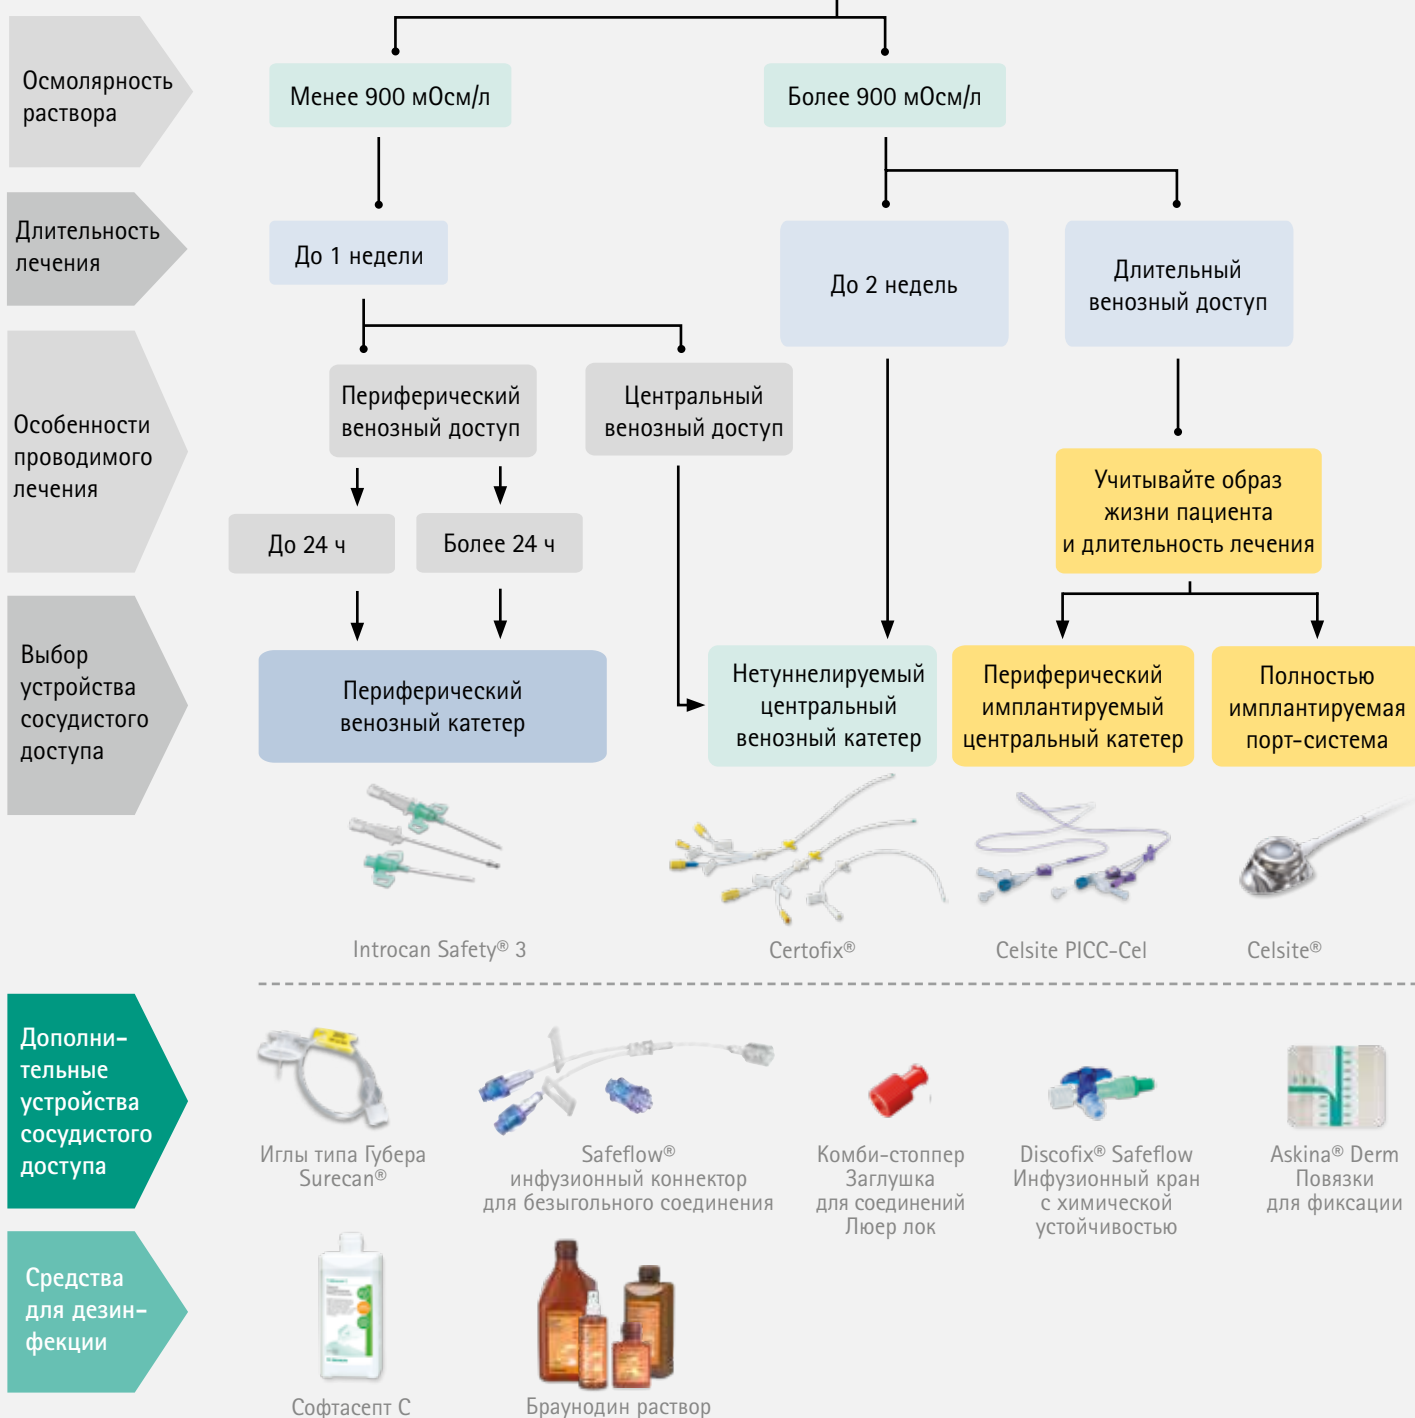 Осмолярность
раствора
Менее 900 мОсм/л
Более 900 мОсм/л
Длительность
лечения
До 1 недели
До 2 недель
Длительный
венозный доступ
Особенности
проводимого
лечения
Периферический
венозный доступ
Центральный
венозный доступ
До 24 ч
Более 24 ч
Учитывайте образ
жизни пациента
и длительность лечения
Выбор
устройства
сосудистого
доступа
Периферический
венозный катетер
Нетуннелируемый
центральный
венозный катетер
Периферический
имплантируемый
центральный катетер
Полностью
имплантируемая
порт-система
Introcan Safety® 3
Certofix®
Celsite PICC-Cel
Celsite®
Дополни-
тельные
устройства
сосудистого
доступа
Иглы типа Губера
Surecan®
Safeflow®
инфузионный коннектор
для безыгольного соединения
Комби-стоппер
Заглушка
для соединений
Люер лок
Discofix® Safeflow
Инфузионный кран
с химической
устойчивостью
Askina® Derm
Повязки
для фиксации
Средства
для дезин-
фекции
Софтасепт С
Браунодин раствор